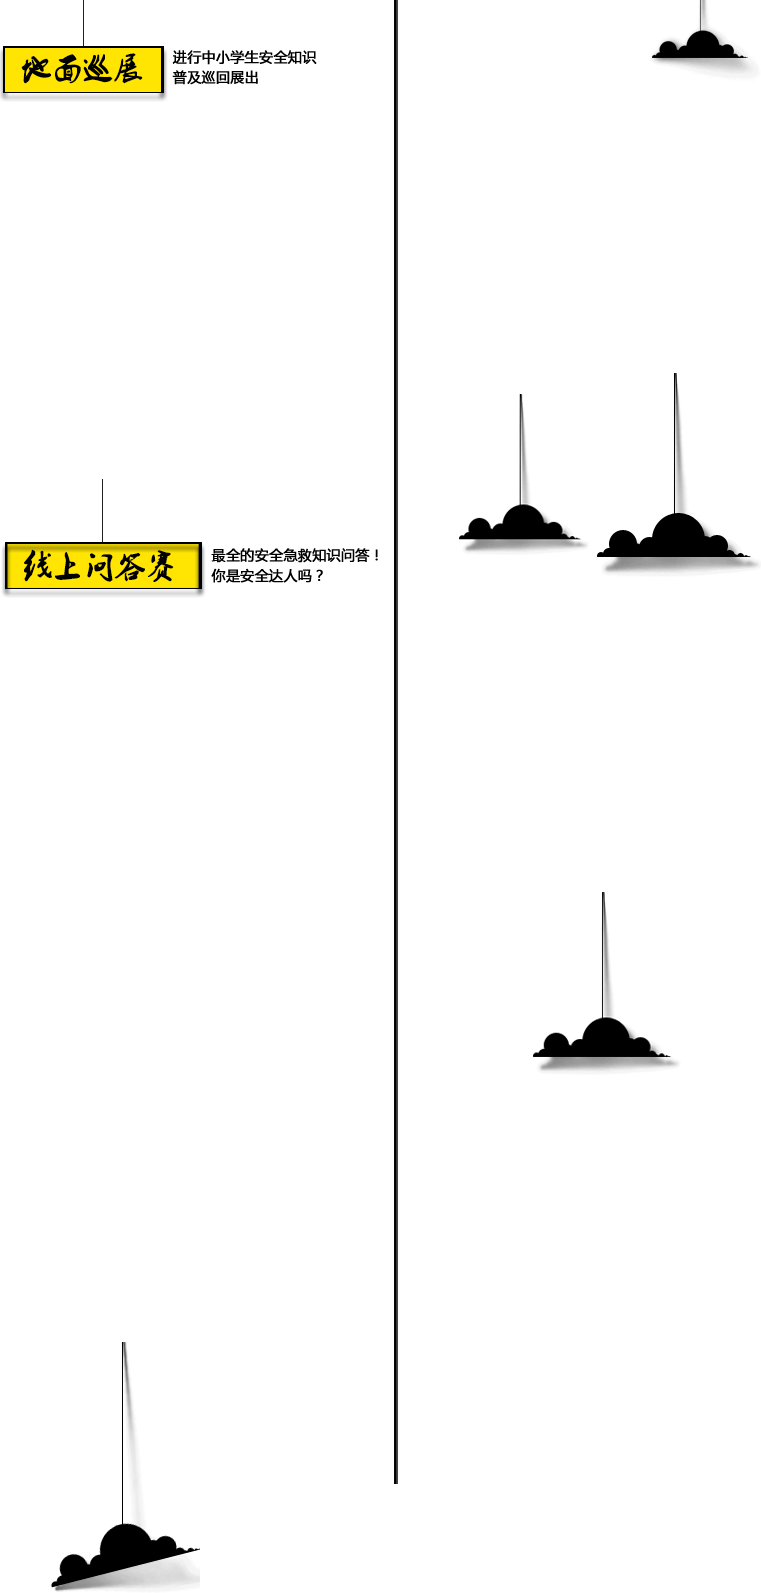 地面巡展
进行中小学生安全知识
普及巡回展出
线上问答赛
最全的安全急救知识问答！
你是安全达人吗？